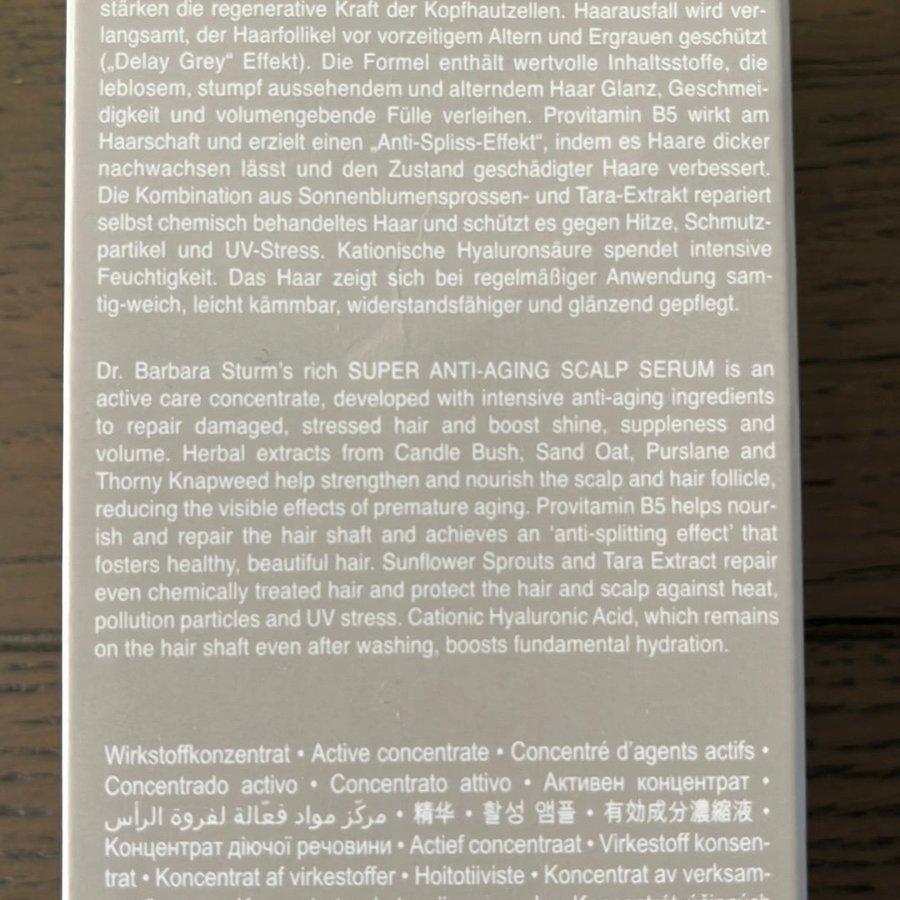 stärken die regenerative Kraft der Kopfhautzellen. Haarausfall wird ver-
langsamt, der Haarfollikel vor vorzeitigem Altern und Ergrauen geschützt
(„Delay Grey“ Effekt). Die Formel enthält wertvolle Inhaltsstoffe, die
leblosem, stumpf aussehendem und alterndem Haar Glanz, Geschmei-
digkeit und volumengebende Fülle verleihen. Provitamin B5 wirkt am
Haarschaft und erzielt einen „Anti-Spliss-Effekt“, indem es Haare dicker
nachwachsen lässt und den Zustand geschädigter Haare verbessert.
Die Kombination aus Sonnenblumensprossen- und Tara-Extrakt repariert
selbst chemisch behandeltes Haar und schützt es gegen Hitze, Schmutz-
partikel und UV-Stress. Kationische Hyaluronsäure spendet intensive
Feuchtigkeit. Das Haar zeigt sich bei regelmäßiger Anwendung sam-
tig-weich, leicht kämmbar, widerstandsfähiger und glänzend gepflegt.
Dr. Barbara Sturm's rich SUPER ANTI-AGING SCALP SERUM is an
active care concentrate, developed with intensive anti-aging ingredients
to repair damaged, stressed hair and boost shine, suppleness and
volume. Herbal extracts from Candle Bush, Sand Oat, Purslane and
Thorny Knapweed help strengthen and nourish the scalp and hair follicle,
reducing the visible effects of premature aging. Provitamin B5 helps nour-
ish and repair the hair shaft and achieves an 'anti-splitting effect' that
fosters healthy, beautiful hair. Sunflower Sprouts and Tara Extract repair
even chemically treated hair and protect the hair and scalp against heat,
pollution particles and UV stress. Cationic Hyaluronic Acid, which remains
on the hair shaft even after washing, boosts fundamental hydration.
Wirkstoffkonzentrat • Active concentrate • Concentré d'agents actifs •
Concentrado activo • Concentrato attivo • Активен концентрат •
مركّز مواد فعّالة لفروة الرأس • 精华 • 활성 앰플 • 有効成分濃縮液 •
Концентрат діючої речовини • Actief concentraat • Virkestoff konsen-
trat • Koncentrat af virkestoffer • Hoitotiiviste • Koncentrat av verksam-